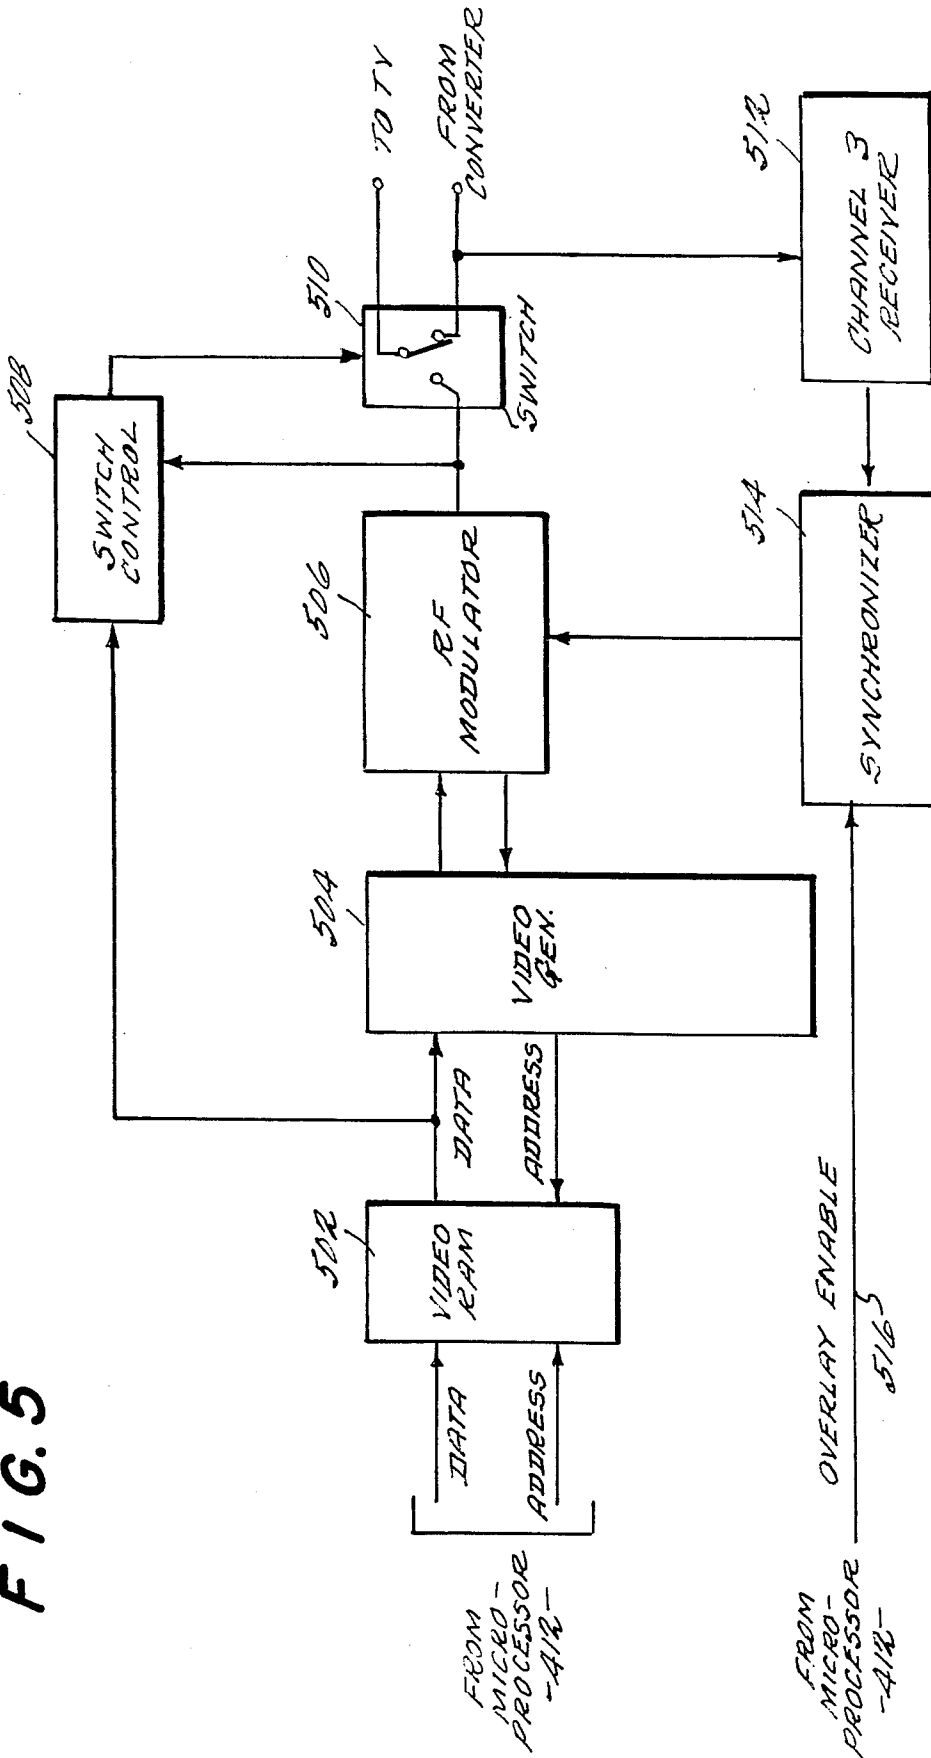 FIG. 5
508
SWITCH
CONTROL
502
VIDEO
RAM
504
VIDEO
GEN.
506
RF
MODULATOR
510
SWITCH
TO TV
FROM
CONVERTER
DATA
ADDRESS
DATA
ADDRESS
FROM
MICRO-
PROCESSOR
-412-
514
SYNCHRONIZER
512
CHANNEL 3
RECEIVER
OVERLAY ENABLE
516
FROM
MICRO-
PROCESSOR
-412-